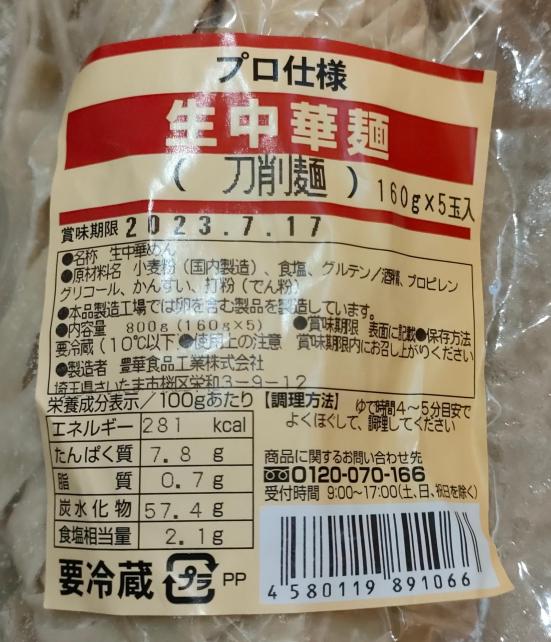 プロ仕様
生中華麺
( 刀削麺 ) 160g×5玉入
賞味期限 2023.7.17
●名称 生中華めん
●原材料名 小麦粉(国内製造)、食塩、グルテン/酒精、プロピレン
グリコール、かんすい、打粉(でん粉)
●本品製造工場では卵を含む製品を製造しています。
●内容量 800g(160g×5) ●賞味期限 表面に記載●保存方法
要冷蔵(10℃以下●使用上の注意 賞味期限内にお召し上がりください
●製造者 豊華食品工業株式会社
埼玉県さいたま市桜区栄和3-9-12
栄養成分表示/100gあたり
エネルギー 281 kcal
たんぱく質 7.8 g
脂質 0.7 g
炭水化物 57.4 g
食塩相当量 2.1 g
【調理方法】 ゆで時間4〜5分目安で
よくほぐして、調理してください
商品に関するお問い合わせ先
0120-070-166
受付時間 9:00〜17:00(土、日、祝日を除く)
要冷蔵 プラ PP
4 580119 891066